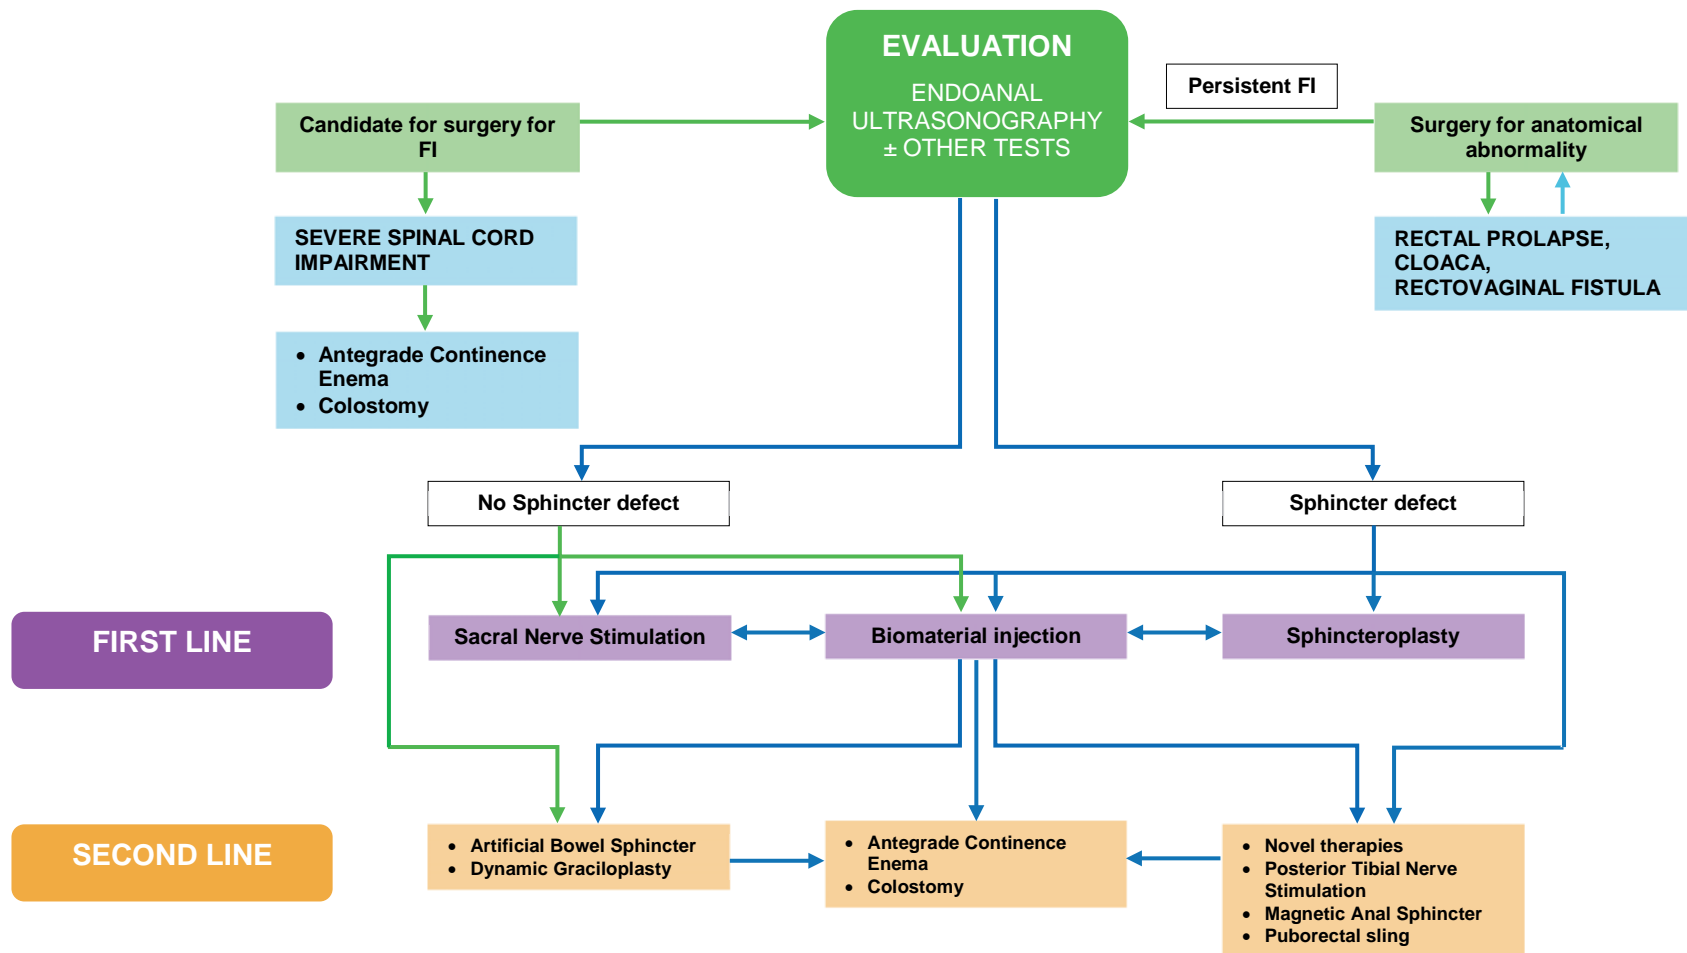 EVALUATION
ENDOANAL
ULTRASONOGRAPHY
± OTHER TESTS
Persistent FI
Candidate for surgery for
FI
Surgery for anatomical
abnormality
SEVERE SPINAL CORD
IMPAIRMENT
RECTAL PROLAPSE,
CLOACA,
RECTOVAGINAL FISTULA
• Antegrade Continence
Enema
• Colostomy
No Sphincter defect
Sphincter defect
FIRST LINE
Sacral Nerve Stimulation
Biomaterial injection
Sphincteroplasty
SECOND LINE
• Artificial Bowel Sphincter
• Dynamic Graciloplasty
• Antegrade Continence
Enema
• Colostomy
• Novel therapies
• Posterior Tibial Nerve
Stimulation
• Magnetic Anal Sphincter
• Puborectal sling